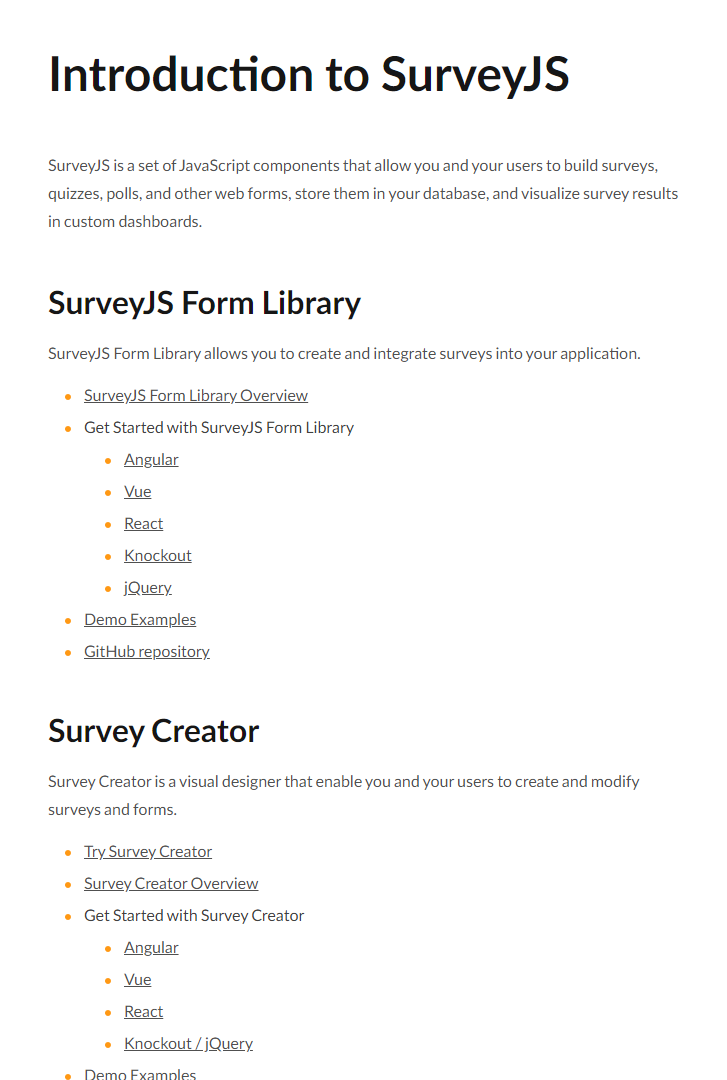 Introduction to SurveyJS
SurveyJS is a set of JavaScript components that allow you and your users to build surveys,
quizzes, polls, and other web forms, store them in your database, and visualize survey results
in custom dashboards.
SurveyJS Form Library
SurveyJS Form Library allows you to create and integrate surveys into your application.
SurveyJS Form Library Overview
Get Started with SurveyJS Form Library
Angular
Vue
React
Knockout
jQuery
Demo Examples
GitHub repository
Survey Creator
Survey Creator is a visual designer that enable you and your users to create and modify
surveys and forms.
Try Survey Creator
Survey Creator Overview
Get Started with Survey Creator
Angular
Vue
React
Knockout / jQuery
Demo Examples